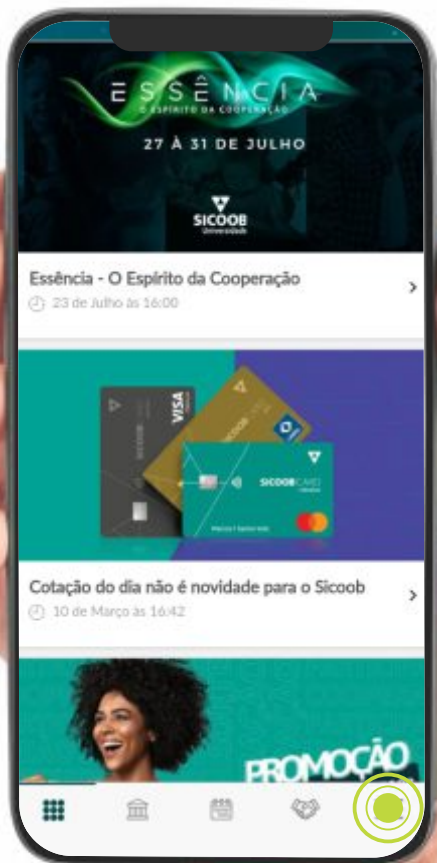 ESSÊNCIA
O ESPÍRITO DA COOPERAÇÃO
27 À 31 DE JULHO
SICOOB
Universidade
Essência - O Espírito da Cooperação
23 de Julho às 16:00
VISA
SICOOB
SICOOBCARD
Cotação do dia não é novidade para o Sicoob
10 de Março às 16:42
PROMOÇÃO